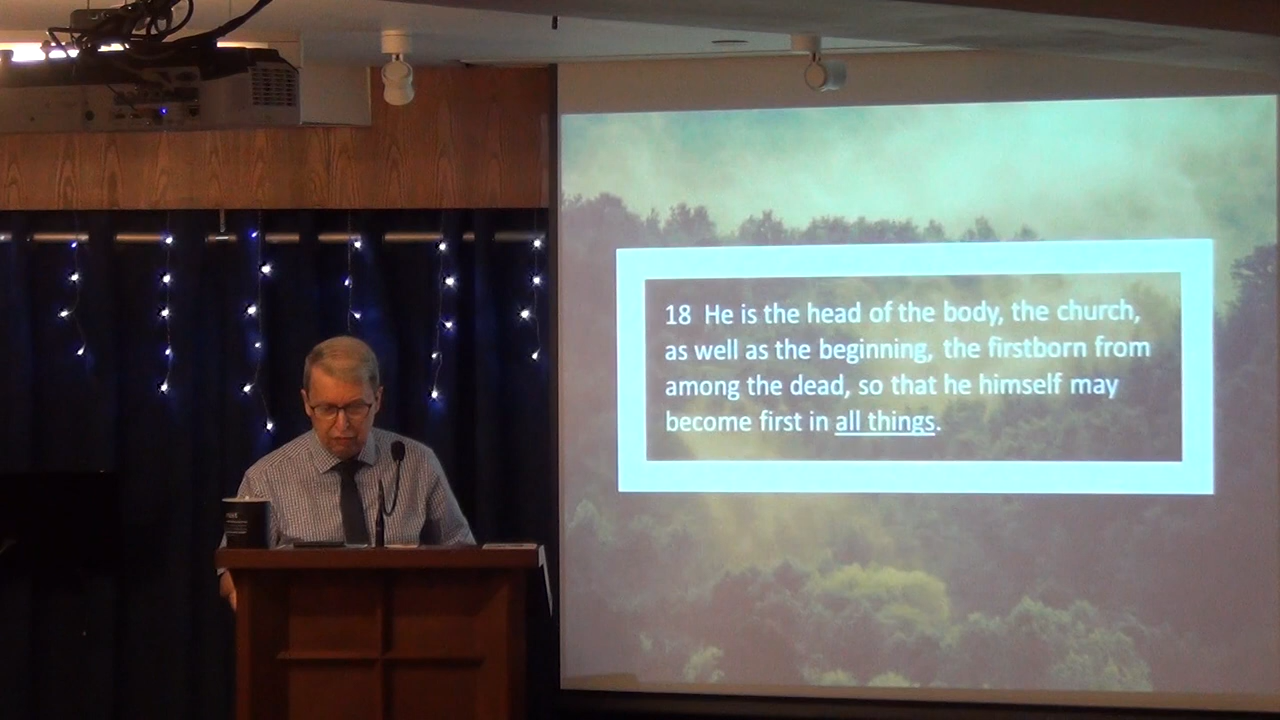 18 He is the head of the body, the church,
as well as the beginning, the firstborn from
among the dead, so that he himself may
become first in all things.